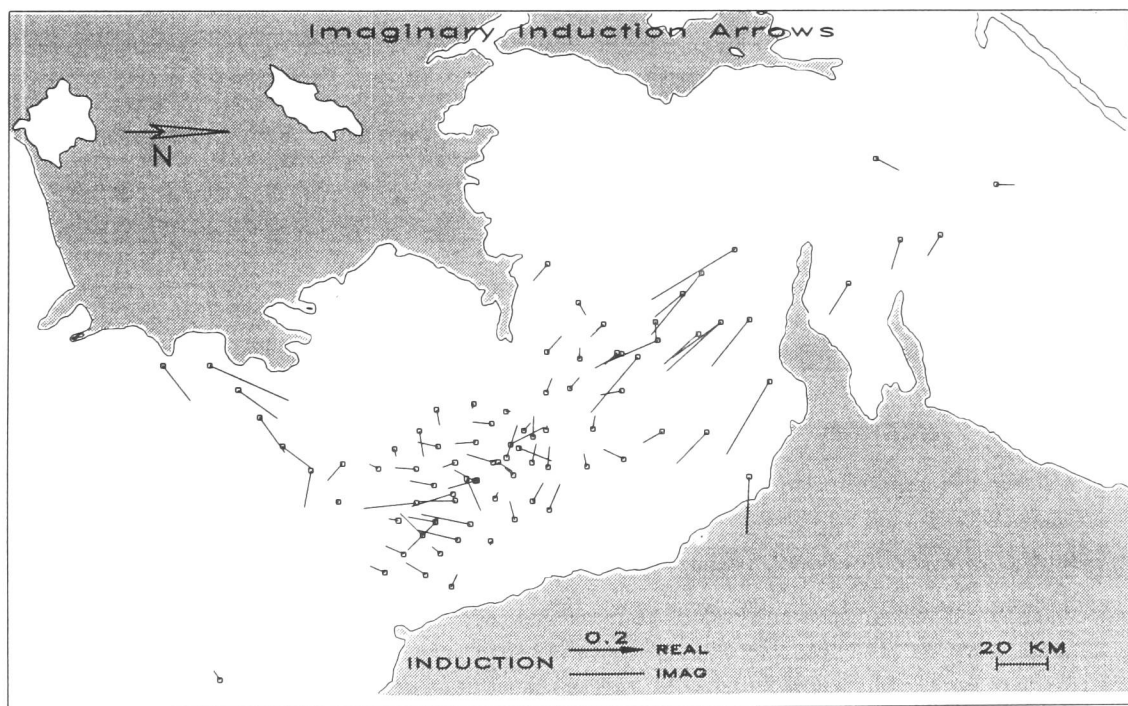 Imaginary Induction Arrows
N
0.2
INDUCTION
REAL
IMAG
20 KM